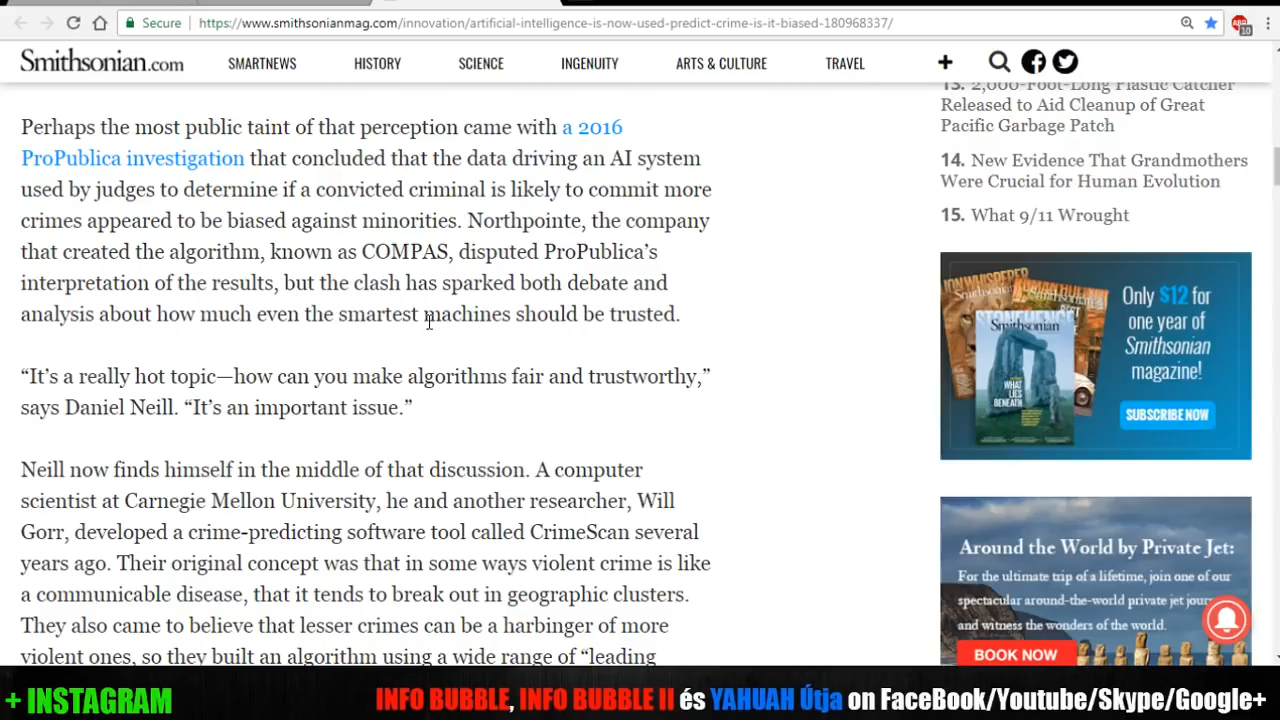 Secure
https://www.smithsonianmag.com/innovation/artificial-intelligence-is-now-used-predict-crime-is-it-biased-180968337/
10
Smithsonian.com
SMARTNEWS
HISTORY
SCIENCE
INGENUITY
ARTS & CULTURE
TRAVEL
Perhaps the most public taint of that perception came with a 2016
ProPublica investigation that concluded that the data driving an AI system
used by judges to determine if a convicted criminal is likely to commit more
crimes appeared to be biased against minorities. Northpointe, the company
that created the algorithm, known as COMPAS, disputed ProPublica's
interpretation of the results, but the clash has sparked both debate and
analysis about how much even the smartest machines should be trusted.
“It's a really hot topic—how can you make algorithms fair and trustworthy,”
says Daniel Neill. “It's an important issue.”
Neill now finds himself in the middle of that discussion. A computer
scientist at Carnegie Mellon University, he and another researcher, Will
Gorr, developed a crime-predicting software tool called CrimeScan several
years ago. Their original concept was that in some ways violent crime is like
a communicable disease, that it tends to break out in geographic clusters.
They also came to believe that lesser crimes can be a harbinger of more
violent ones, so they built an algorithm using a wide range of “leading
13. 2,000-Foot-Long Plastic Catcher
Released to Aid Cleanup of Great
Pacific Garbage Patch
14. New Evidence That Grandmothers
Were Crucial for Human Evolution
15. What 9/11 Wrought
STONEHENGE
Smithsonian
WHAT
LIES
BENEATH
Only $12 for
one year of
Smithsonian
magazine!
SUBSCRIBE NOW
Around the World by Private Jet:
For the ultimate trip of a lifetime, join one of our
spectacular around-the-world private jet
and witness the wonders of the world.
BOOK NOW
+ INSTAGRAM
INFO BUBBLE, INFO BUBBLE II és YAHUAH Útja on FaceBook/Youtube/Skype/Google+